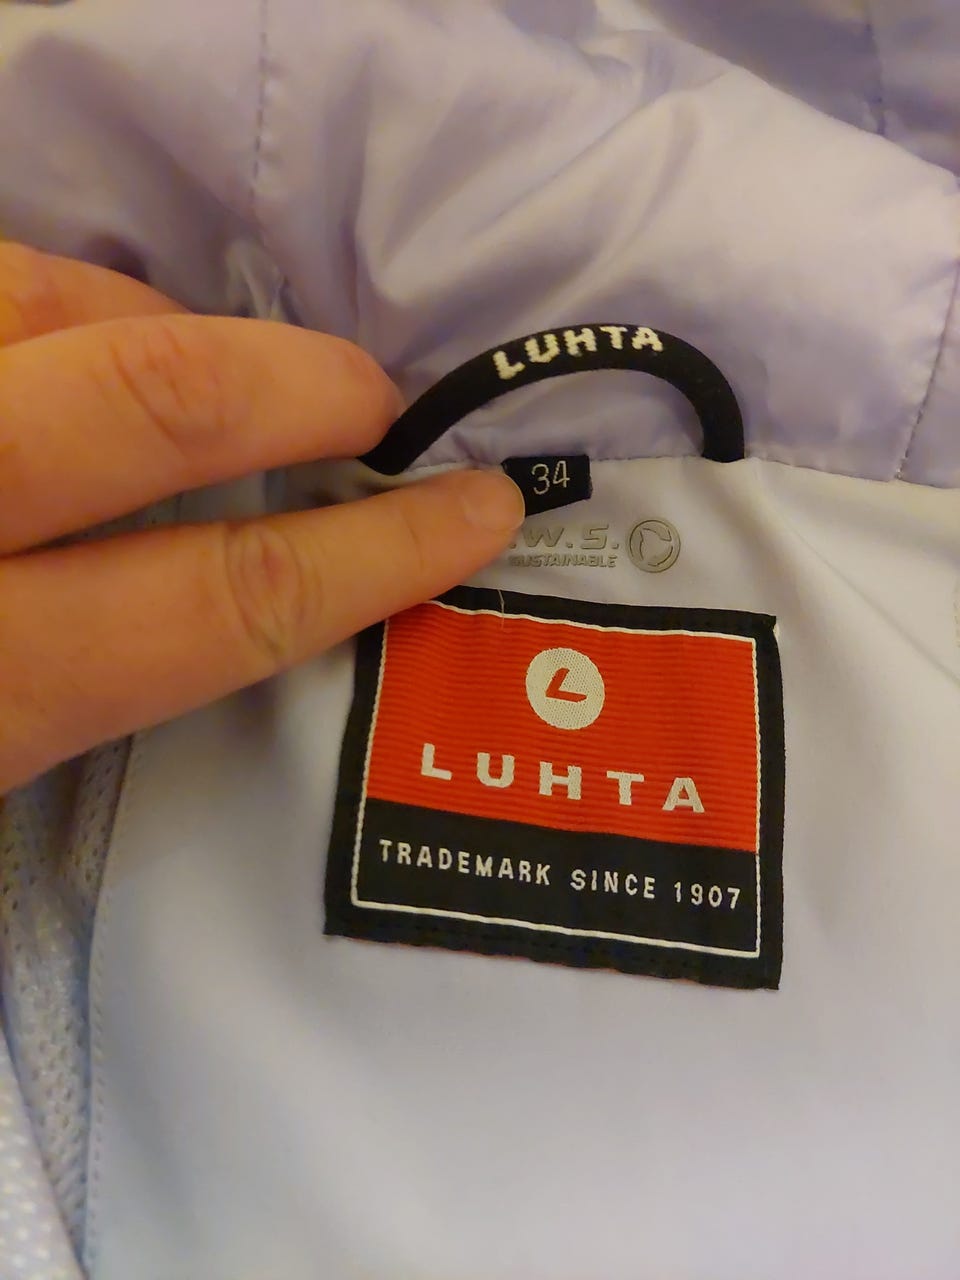 LUHTA
34
.W.S.
SUSTAINABLE
L
LUHTA
TRADEMARK SINCE 1907